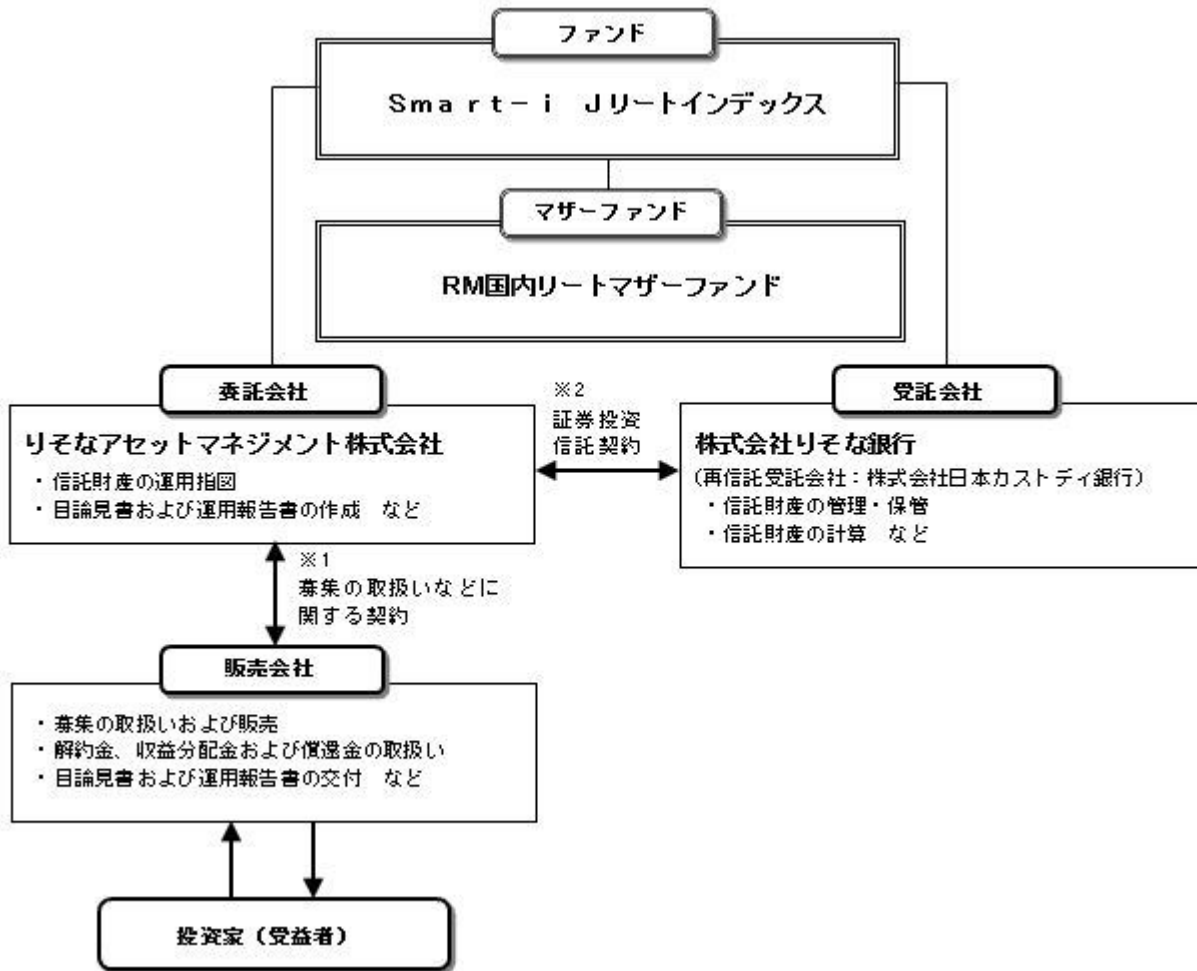 ファンド
Ｓｍａｒｔ－ｉ　Ｊリートインデックス
マザーファンド
RM国内リートマザーファンド
委託会社
りそなアセットマネジメント株式会社
・信託財産の運用指図
・目論見書および運用報告書の作成　など
※2
証券投資
信託契約
受託会社
株式会社りそな銀行
(再信託受託会社：株式会社日本カストディ銀行)
・信託財産の管理・保管
・信託財産の計算　など
※1
募集の取扱いなどに
関する契約
販売会社
・募集の取扱いおよび販売
・解約金、収益分配金および償還金の取扱い
・目論見書および運用報告書の交付　など
投資家（受益者）